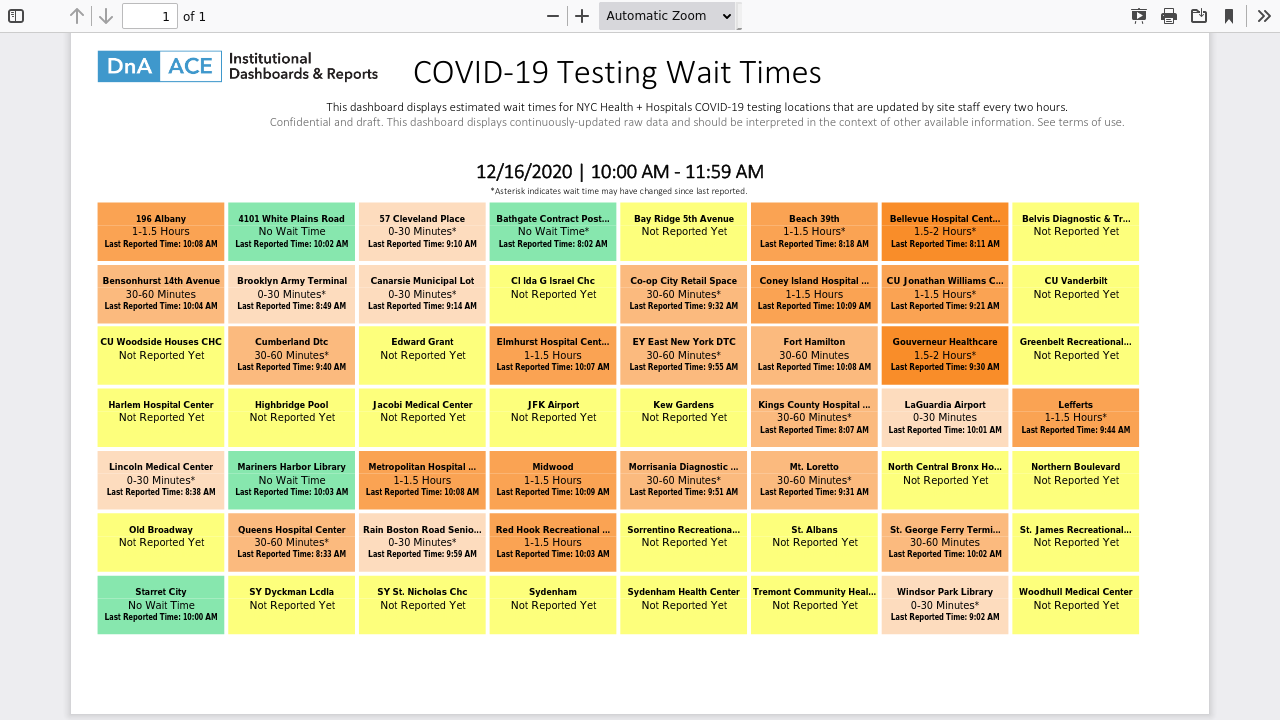 1 of 1 Automatic Zoom
DnA ACE Institutional
Dashboards & Reports
COVID-19 Testing Wait Times
This dashboard displays estimated wait times for NYC Health + Hospitals COVID-19 testing locations that are updated by site staff every two hours.
Confidential and draft. This dashboard displays continuously-updated raw data and should be interpreted in the context of other available information. See terms of use.
12/16/2020 | 10:00 AM - 11:59 AM
*Asterisk indicates wait time may have changed since last reported.
196 Albany
1-1.5 Hours
Last Reported Time: 10:08 AM
4101 White Plains Road
No Wait Time
Last Reported Time: 10:02 AM
57 Cleveland Place
0-30 Minutes*
Last Reported Time: 9:10 AM
Bathgate Contract Post...
No Wait Time*
Last Reported Time: 8:02 AM
Bay Ridge 5th Avenue
Not Reported Yet
Beach 39th
1-1.5 Hours*
Last Reported Time: 8:18 AM
Bellevue Hospital Cent...
1.5-2 Hours*
Last Reported Time: 8:11 AM
Belvis Diagnostic & Tr...
Not Reported Yet
Bensonhurst 14th Avenue
30-60 Minutes
Last Reported Time: 10:04 AM
Brooklyn Army Terminal
0-30 Minutes*
Last Reported Time: 8:49 AM
Canarsie Municipal Lot
0-30 Minutes*
Last Reported Time: 9:14 AM
Cl Ida G Israel Chc
Not Reported Yet
Co-op City Retail Space
30-60 Minutes*
Last Reported Time: 9:32 AM
Coney Island Hospital ...
1-1.5 Hours
Last Reported Time: 10:09 AM
CU Jonathan Williams C...
1-1.5 Hours*
Last Reported Time: 9:21 AM
CU Vanderbilt
Not Reported Yet
CU Woodside Houses CHC
Not Reported Yet
Cumberland Dtc
30-60 Minutes*
Last Reported Time: 9:40 AM
Edward Grant
Not Reported Yet
Elmhurst Hospital Cent...
1-1.5 Hours
Last Reported Time: 10:07 AM
EY East New York DTC
30-60 Minutes*
Last Reported Time: 9:55 AM
Fort Hamilton
30-60 Minutes
Last Reported Time: 10:08 AM
Gouverneur Healthcare
1.5-2 Hours*
Last Reported Time: 9:30 AM
Greenbelt Recreational...
Not Reported Yet
Harlem Hospital Center
Not Reported Yet
Highbridge Pool
Not Reported Yet
Jacobi Medical Center
Not Reported Yet
JFK Airport
Not Reported Yet
Kew Gardens
Not Reported Yet
Kings County Hospital ...
30-60 Minutes*
Last Reported Time: 8:07 AM
LaGuardia Airport
0-30 Minutes
Last Reported Time: 10:01 AM
Lefferts
1-1.5 Hours*
Last Reported Time: 9:44 AM
Lincoln Medical Center
0-30 Minutes*
Last Reported Time: 8:38 AM
Mariners Harbor Library
No Wait Time
Last Reported Time: 10:03 AM
Metropolitan Hospital ...
1-1.5 Hours
Last Reported Time: 10:08 AM
Midwood
1-1.5 Hours
Last Reported Time: 10:09 AM
Morrisania Diagnostic ...
30-60 Minutes*
Last Reported Time: 9:51 AM
Mt. Loretto
30-60 Minutes*
Last Reported Time: 9:31 AM
North Central Bronx Ho...
Not Reported Yet
Northern Boulevard
Not Reported Yet
Old Broadway
Not Reported Yet
Queens Hospital Center
30-60 Minutes*
Last Reported Time: 8:33 AM
Rain Boston Road Senio...
0-30 Minutes*
Last Reported Time: 9:59 AM
Red Hook Recreational ...
1-1.5 Hours
Last Reported Time: 10:03 AM
Sorrentino Recreationa...
Not Reported Yet
St. Albans
Not Reported Yet
St. George Ferry Termi...
30-60 Minutes
Last Reported Time: 10:02 AM
St. James Recreational...
Not Reported Yet
Starret City
No Wait Time
Last Reported Time: 10:00 AM
SY Dyckman Lcdla
Not Reported Yet
SY St. Nicholas Chc
Not Reported Yet
Sydenham
Not Reported Yet
Sydenham Health Center
Not Reported Yet
Tremont Community Heal...
Not Reported Yet
Windsor Park Library
0-30 Minutes*
Last Reported Time: 9:02 AM
Woodhull Medical Center
Not Reported Yet